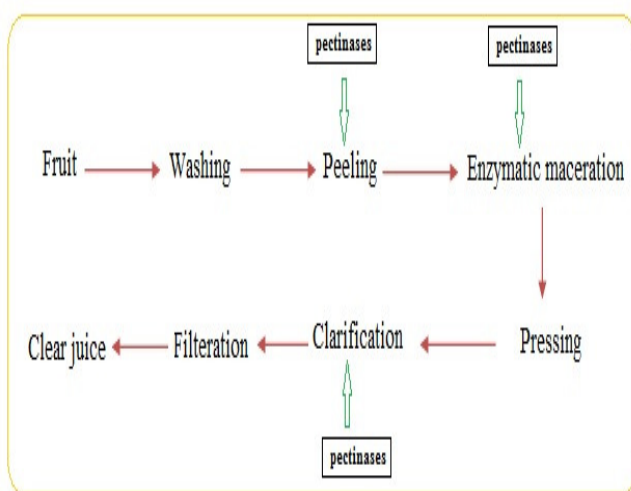 pectinases pectinases
Fruit Washing Peeling Enzymatic maceration
Clear juice Filteration Clarification Pressing
pectinases